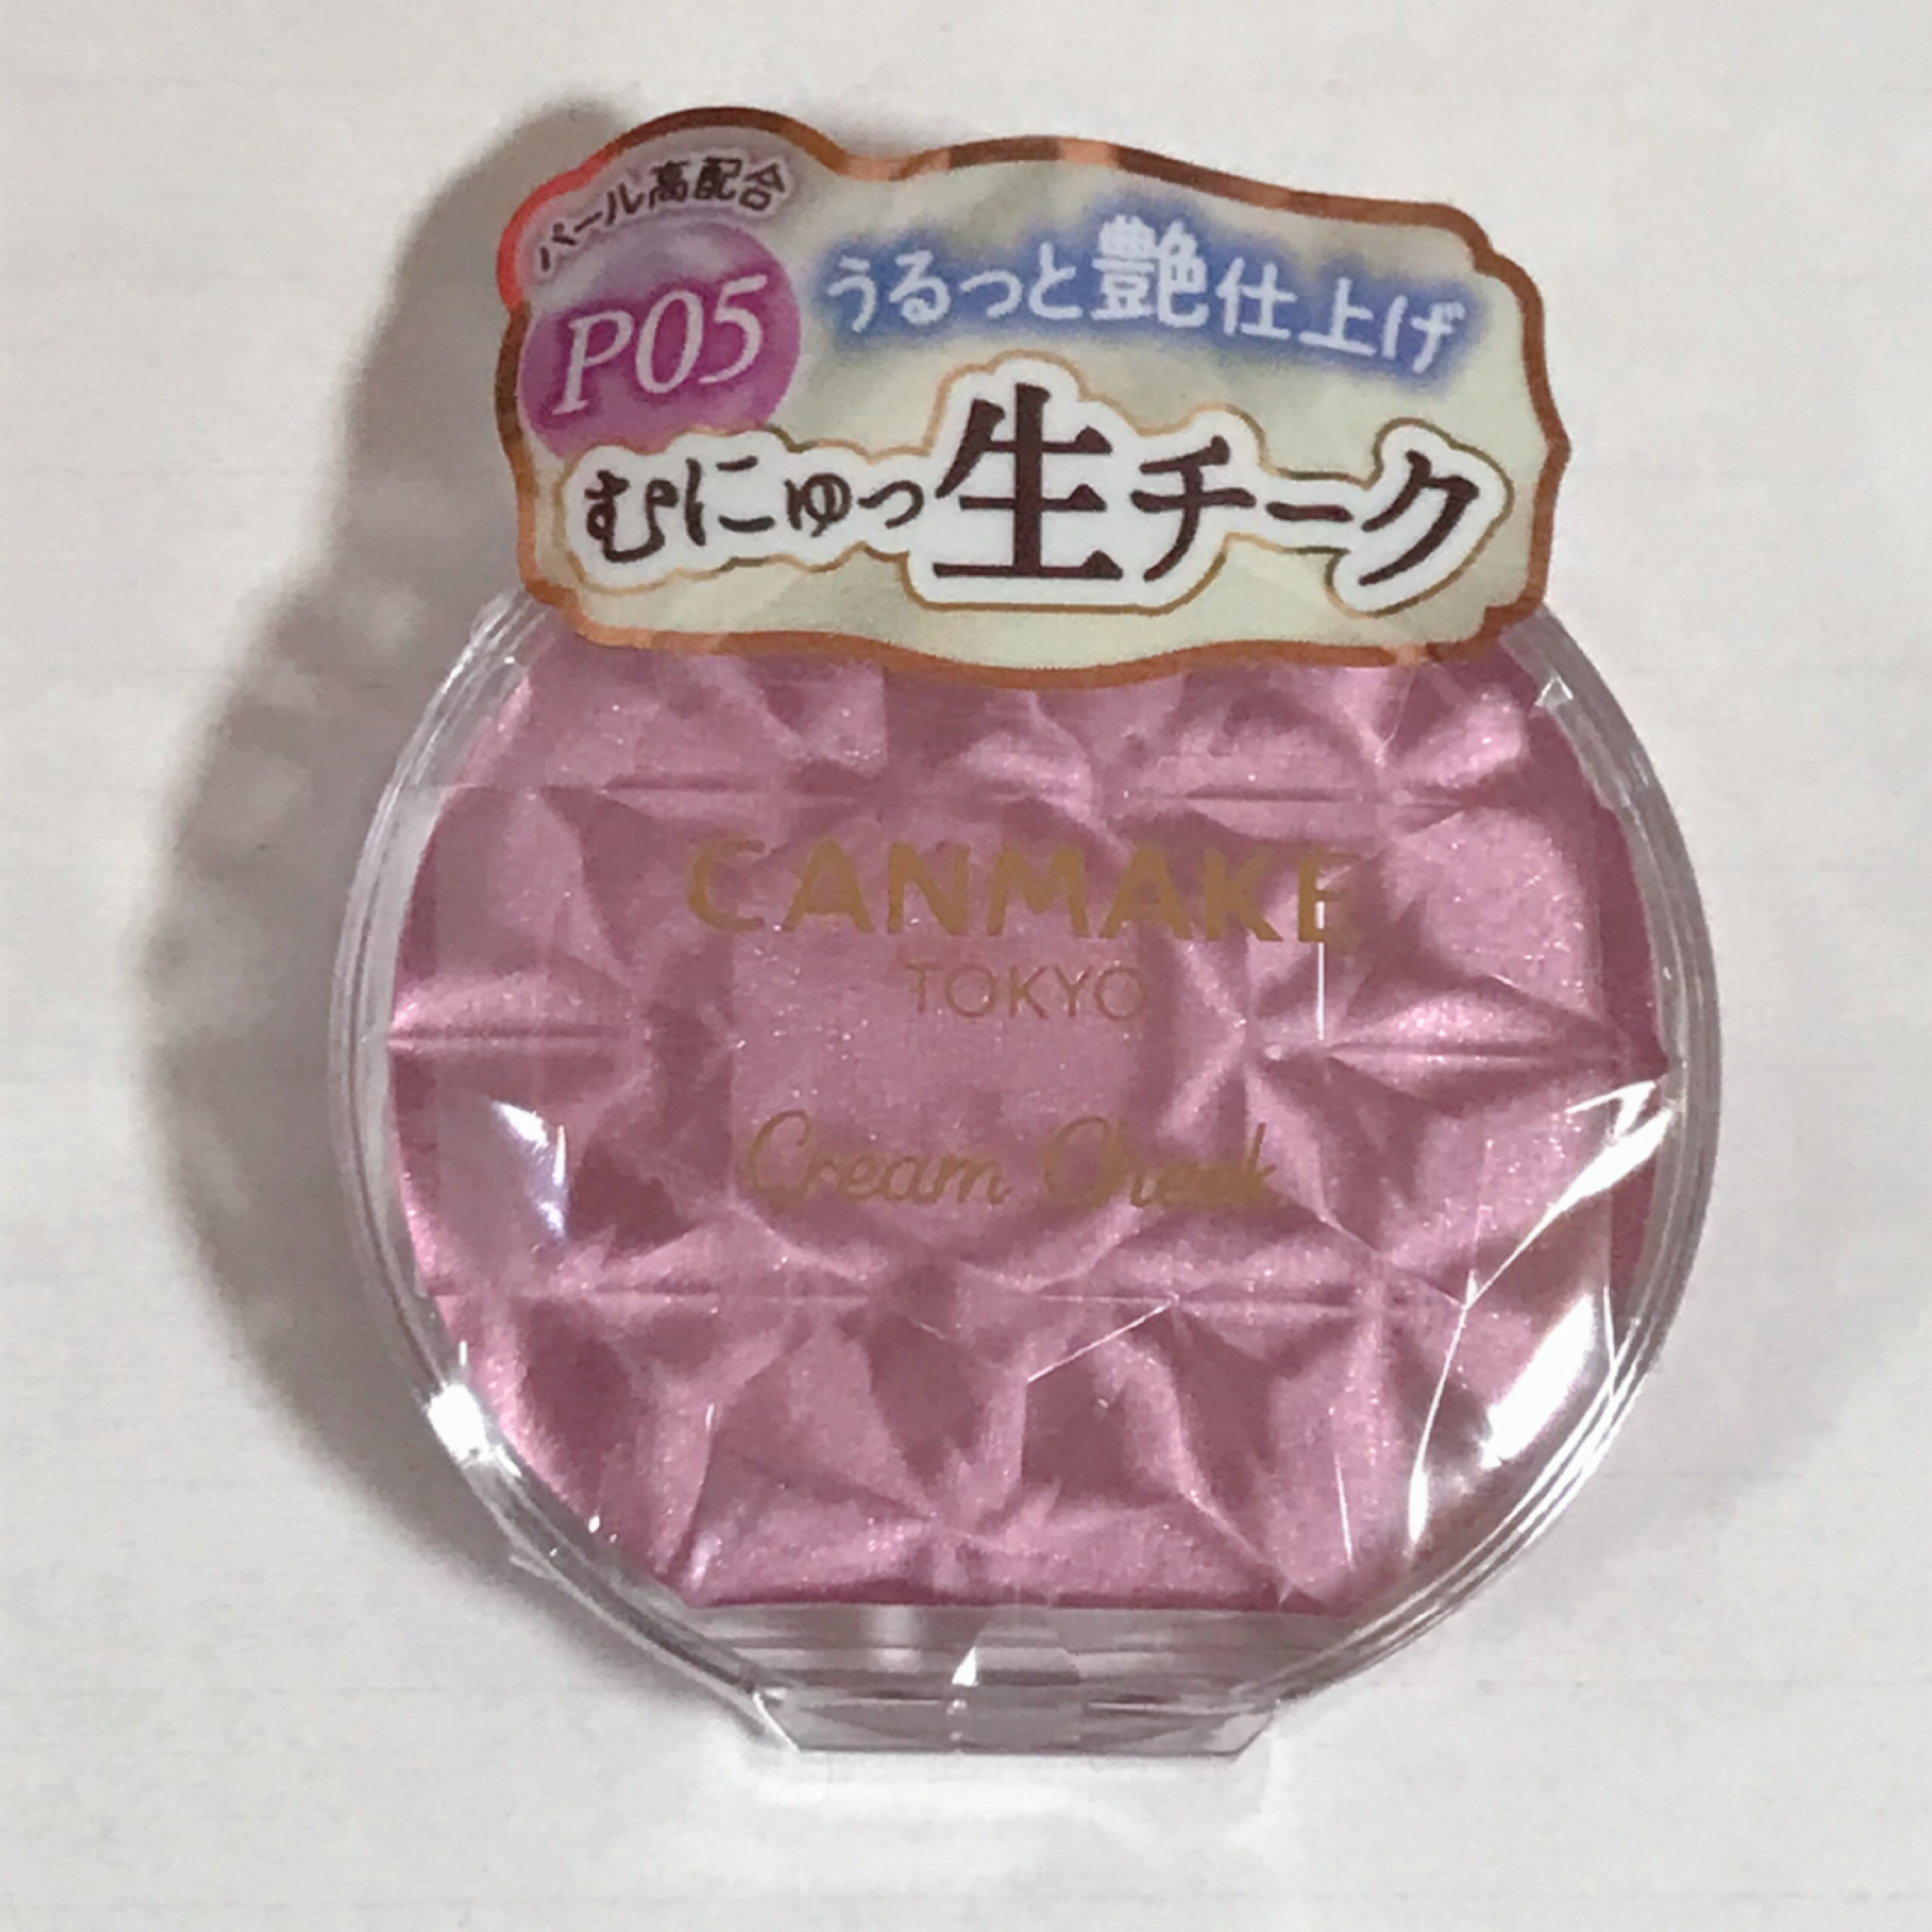 パール高配合
P05
うるっと艶仕上げ
むにゅっ生チーク
CANMAKE
TOKYO
Cream Cheek